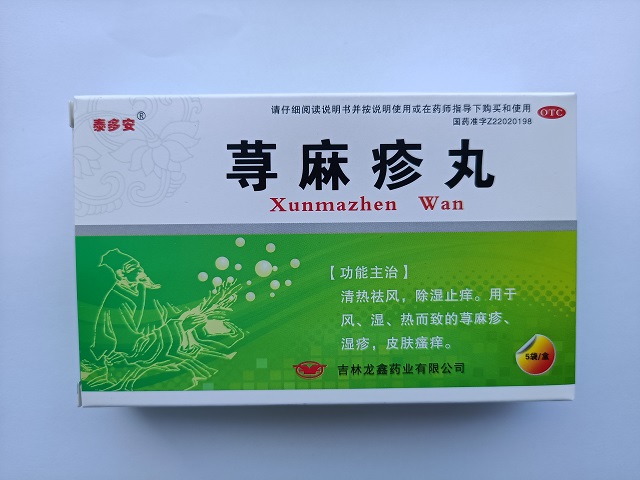 泰多安®
请仔细阅读说明书并按说明使用或在药师指导下购买和使用
OTC
国药准字Z22020198
荨麻疹丸
Xunmazhen Wan
【功能主治】
清热祛风，除湿止痒。用于
风、湿、热而致的荨麻疹、
湿疹，皮肤瘙痒。
5袋/盒
吉林龙鑫药业有限公司